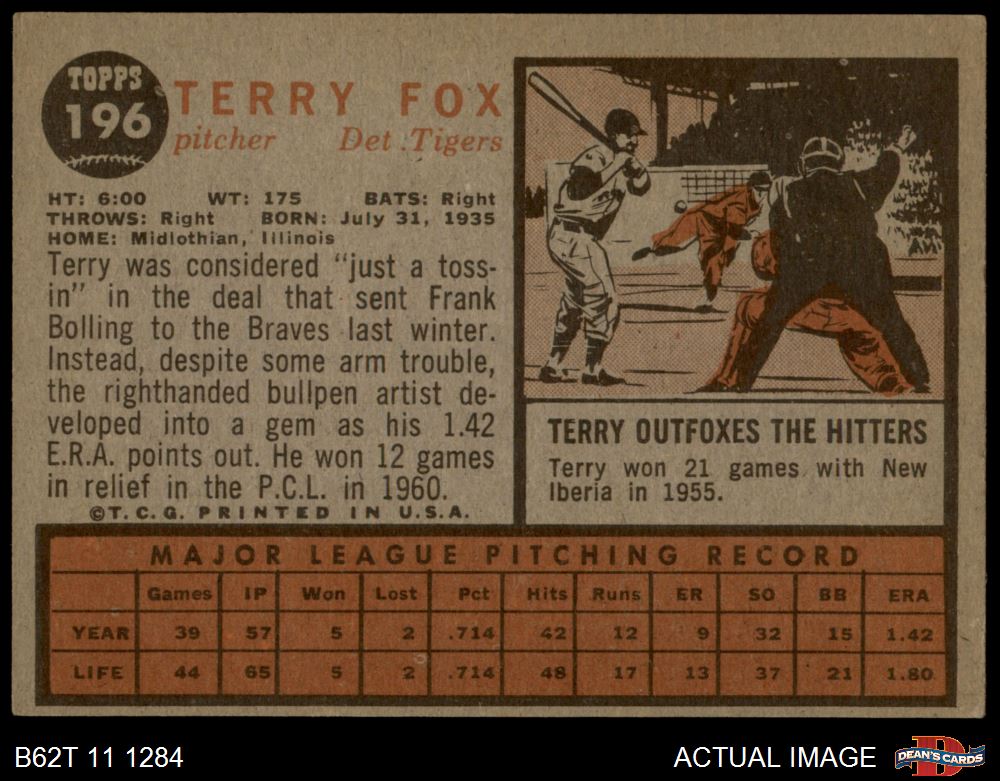 TOPPS
196
TERRY FOX
pitcher Det. Tigers
HT: 6:00 WT: 175 BATS: Right
THROWS: Right BORN: July 31, 1935
HOME: Midlothian, Illinois
Terry was considered "just a toss-
in" in the deal that sent Frank
Bolling to the Braves last winter.
Instead, despite some arm trouble,
the righthanded bullpen artist de-
veloped into a gem as his 1.42
E.R.A. points out. He won 12 games
in relief in the P.C.L. in 1960.
©T.C.G. PRINTED IN U.S.A.
TERRY OUTFOXES THE HITTERS
Terry won 21 games with New
Iberia in 1955.
MAJOR LEAGUE PITCHING RECORD
Games IP Won Lost Pct Hits Runs ER SO BB ERA
YEAR 39 57 5 2 .714 42 12 9 32 15 1.42
LIFE 44 65 5 2 .714 48 17 13 37 21 1.80
B62T 11 1284
ACTUAL IMAGE
D
DEAN'S CARDS